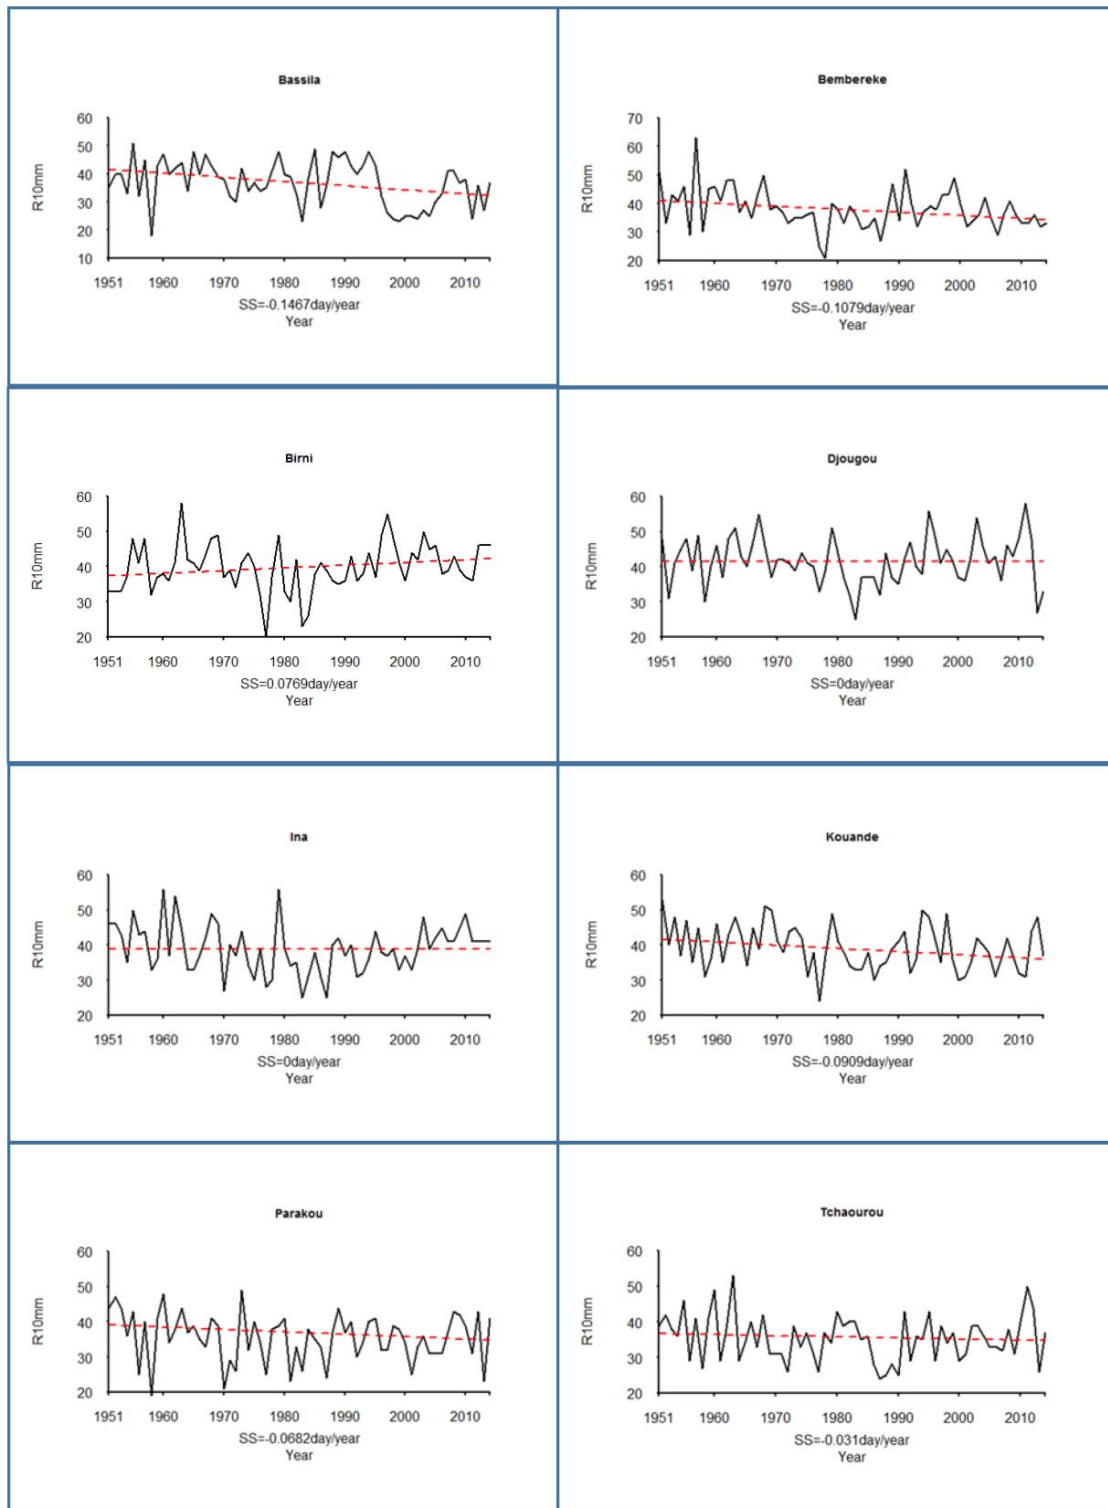 Bassila
60
50
40
30
20
10
R10mm
1951 1960 1970 1980 1990 2000 2010
SS=-0.1467day/year
Year
Bembereke
70
60
50
40
30
20
R10mm
1951 1960 1970 1980 1990 2000 2010
SS=-0.1079day/year
Year
Birni
60
50
40
30
20
R10mm
1951 1960 1970 1980 1990 2000 2010
SS=0.0769day/year
Year
Djougou
60
50
40
30
20
R10mm
1951 1960 1970 1980 1990 2000 2010
SS=0day/year
Year
Ina
60
50
40
30
20
R10mm
1951 1960 1970 1980 1990 2000 2010
SS=0day/year
Year
Kouande
60
50
40
30
20
R10mm
1951 1960 1970 1980 1990 2000 2010
SS=-0.0909day/year
Year
Parakou
60
50
40
30
20
R10mm
1951 1960 1970 1980 1990 2000 2010
SS=-0.0682day/year
Year
Tchaourou
60
50
40
30
20
R10mm
1951 1960 1970 1980 1990 2000 2010
SS=-0.031day/year
Year